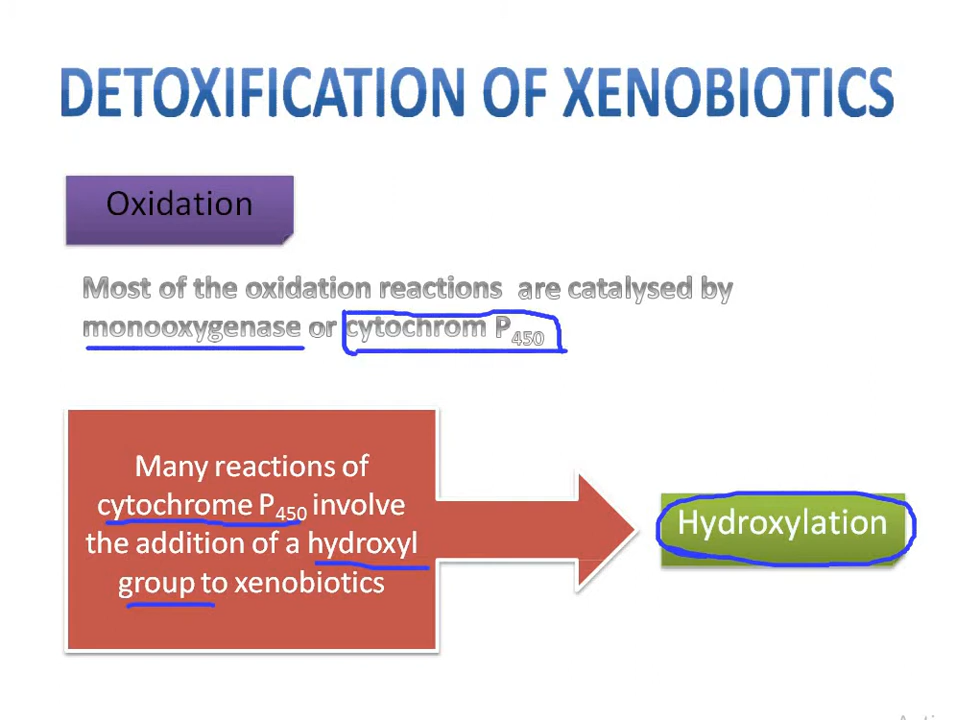 DETOXIFICATION OF XENOBIOTICS
Oxidation
Most of the oxidation reactions are catalysed by
monooxygenase or cytochrom P450
Many reactions of
cytochrome P450 involve
the addition of a hydroxyl
group to xenobiotics
Hydroxylation